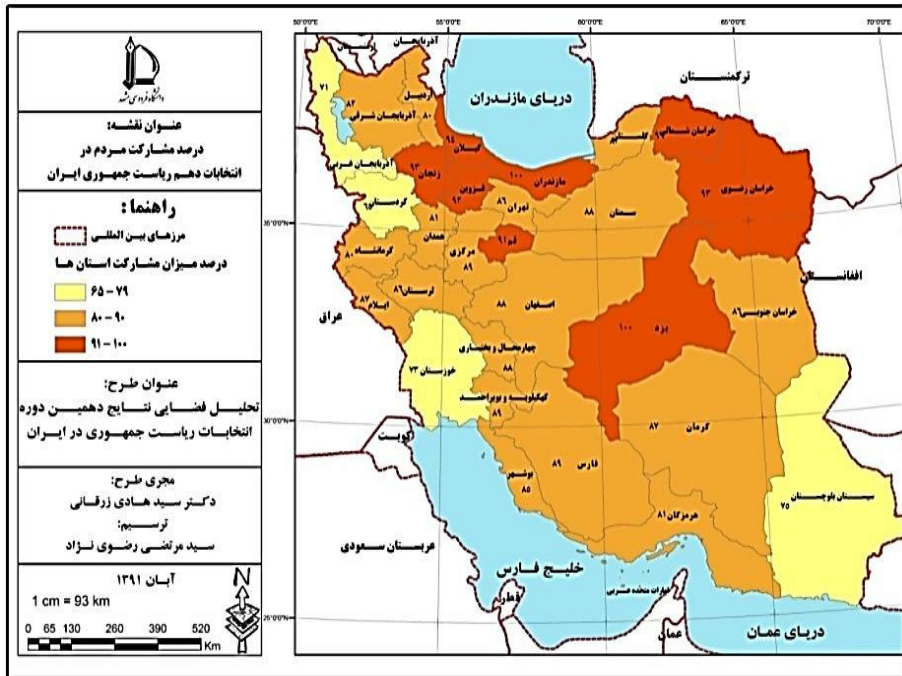 دانشگاه فردوسی مشهد
عنوان نقشه:
درصد مشارکت مردم در
انتخابات دهم ریاست جمهوری ایران
راهنما:
مرزهای بین المللی
درصد میزان مشارکت استان ها
۶۵ - ۷۹
۸۰ - ۹۰
۹۱ - ۱۰۰
عنوان طرح:
تحلیل فضایی نتایج دهمین دوره
انتخابات ریاست جمهوری در ایران
مجری طرح:
دکتر سید هادی زرقانی
ترسیم:
سید مرتضی رضوی نژاد
آبان ۱۳۹۱
N
1 cm = 93 km
0 65 130 260 390 520
Km
50°0'0"E 55°0'0"E 60°0'0"E 65°0'0"E
35°0'0"N
30°0'0"N
25°0'0"N
آذربایجان
ترکمنستان
دریای مازندران
افغانستان
عراق
کویت
عربستان سعودی
خلیج فارس
قطر
امارات متحده عربی
عمان
دریای عمان
۷۱
آذربایجان غربی
۸۲
آذربایجان شرقی
اردبیل
۸۰
۹۴
گیلان
۹۳
زنجان
قزوین
۹۲
۱۰۰
مازندران
گلستان
خراسان شمالی
خراسان رضوی
۹۳
کردستان
۸۱
همدان
۸۶
تهران
سمنان
۸۸
قم ۹۱
مرکزی
۸۹
کرمانشاه
۸۰
لرستان ۸۶
ایلام
۸۷
اصفهان
۸۸
یزد
۱۰۰
خراسان جنوبی
۸۶
خوزستان ۷۳
چهارمحال و بختیاری
۸۸
کهگیلویه و بویراحمد
۸۹
فارس
۸۹
بوشهر
۸۵
کرمان
۸۷
هرمزگان
۸۱
سیستان بلوچستان
۷۵